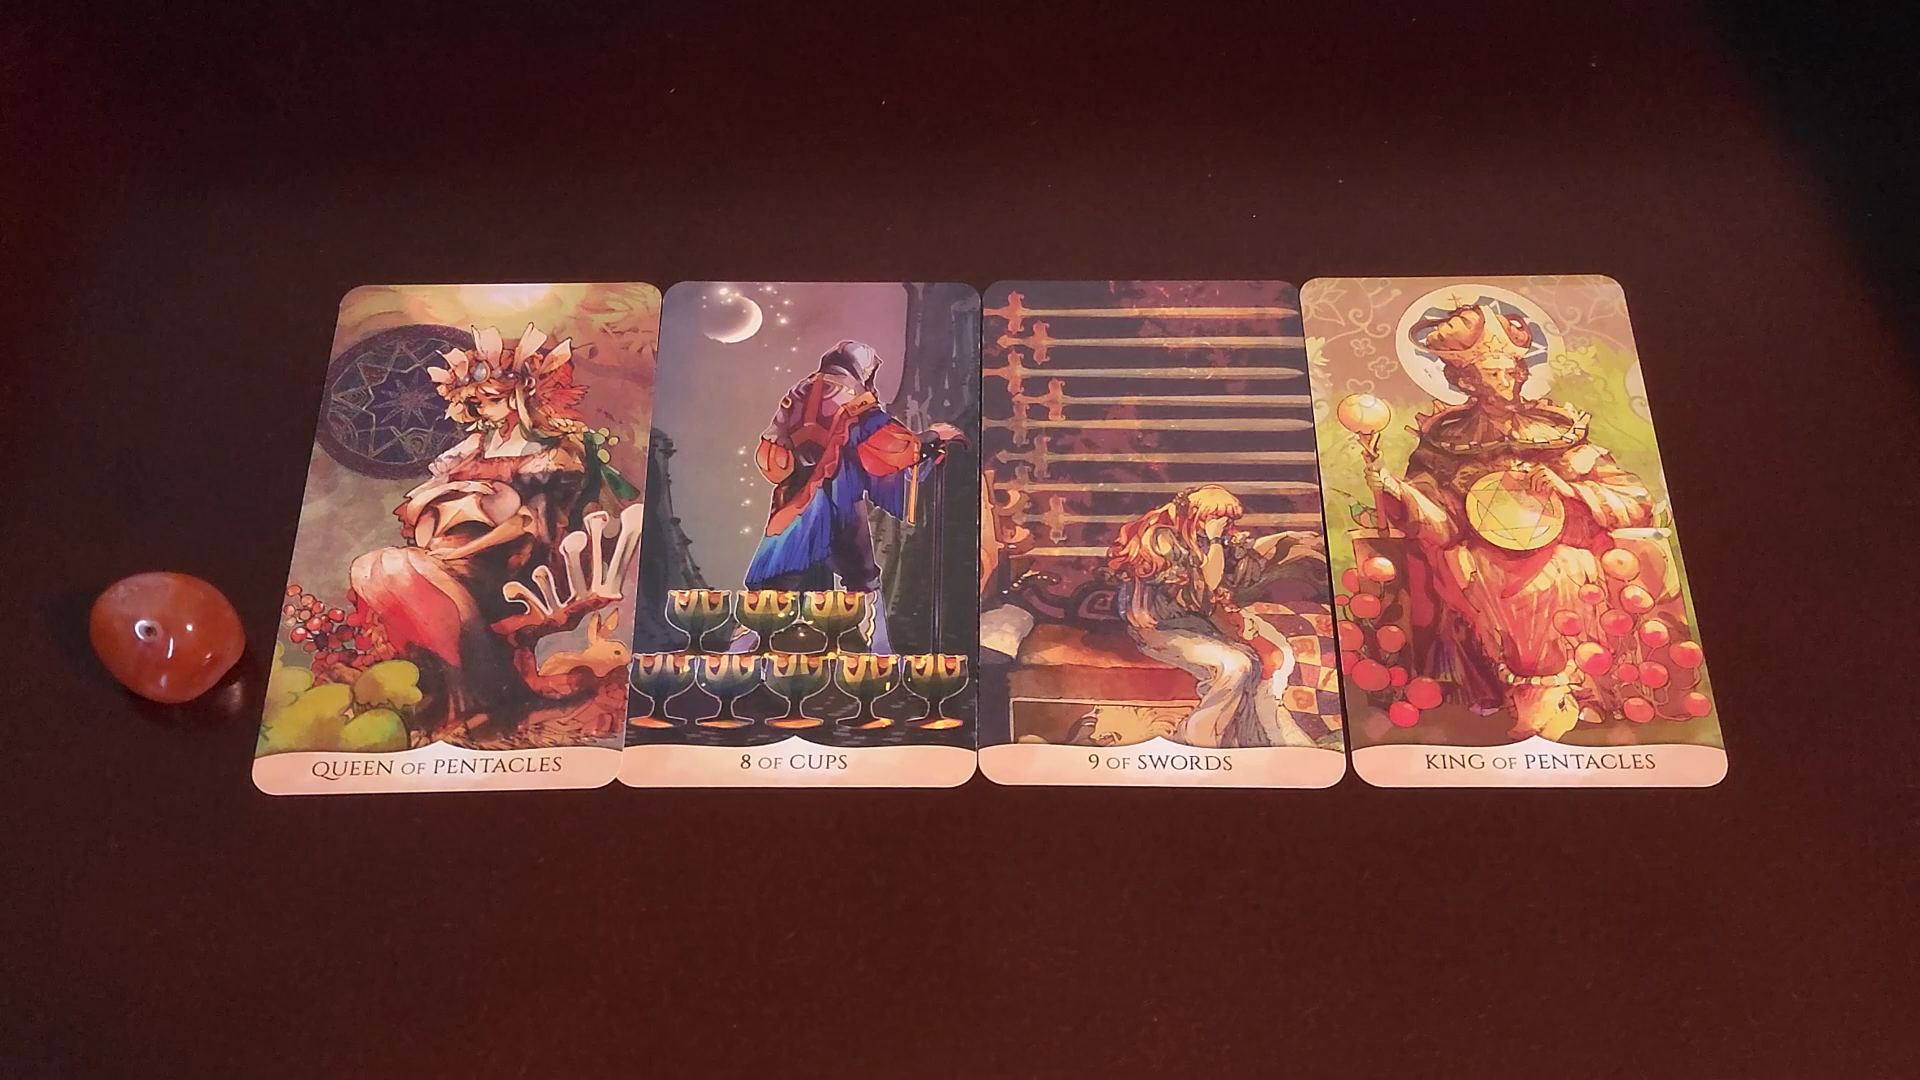 QUEEN OF PENTACLES
8 OF CUPS
9 OF SWORDS
KING OF PENTACLES